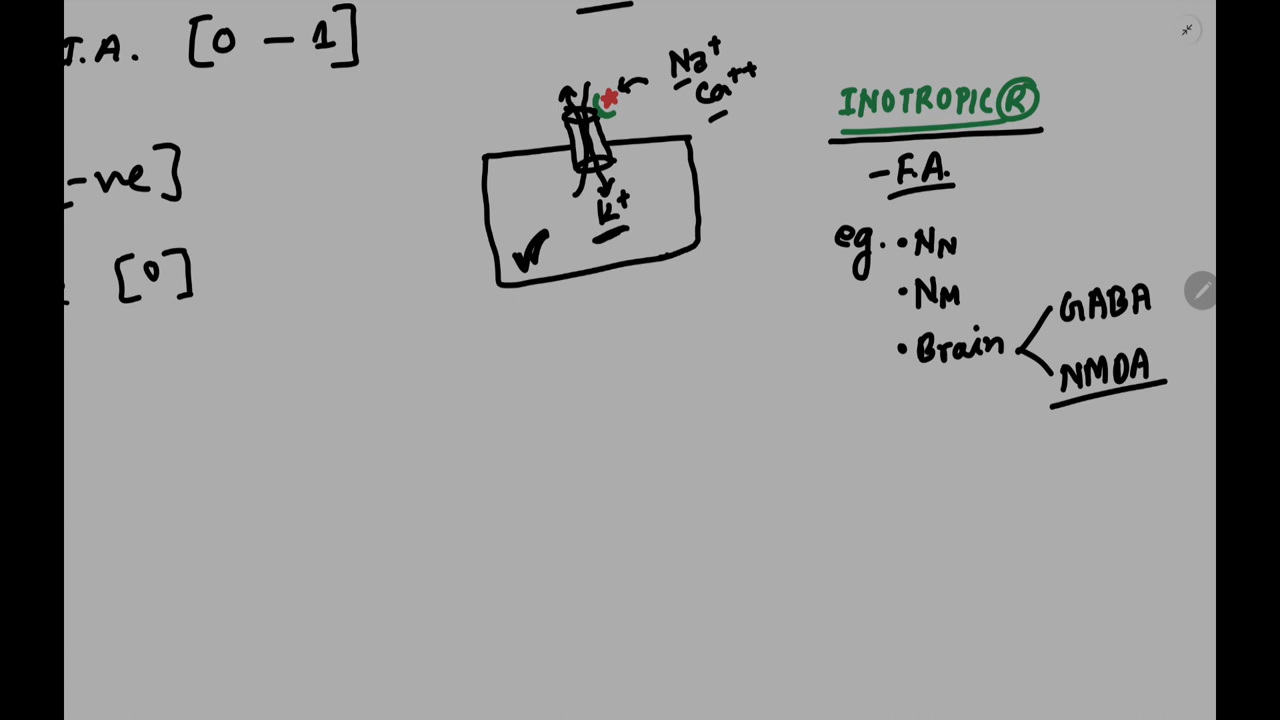 I.A. [0 - 1]
-ve]
[0]
Na+
Ca++
K+
INOTROPIC R
- F.A.
eg. • NN
• NM
• Brain
GABA
NMDA